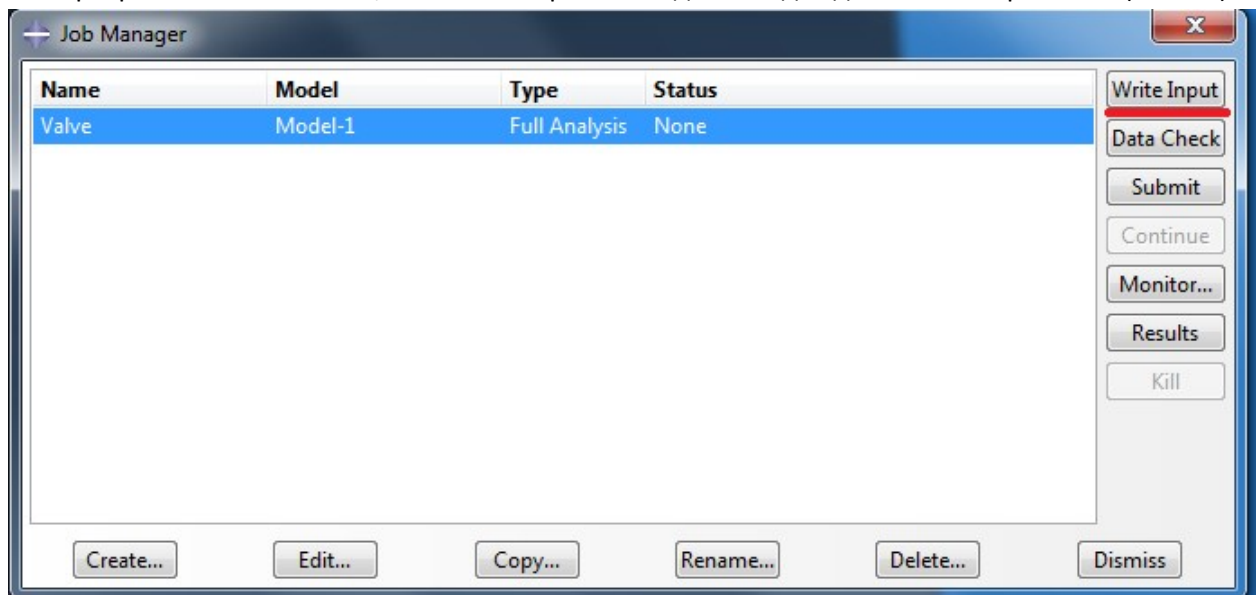 Job Manager
Name Model Type Status
Valve Model-1 Full Analysis None
Write Input
Data Check
Submit
Continue
Monitor...
Results
Kill
Create... Edit... Copy... Rename... Delete... Dismiss